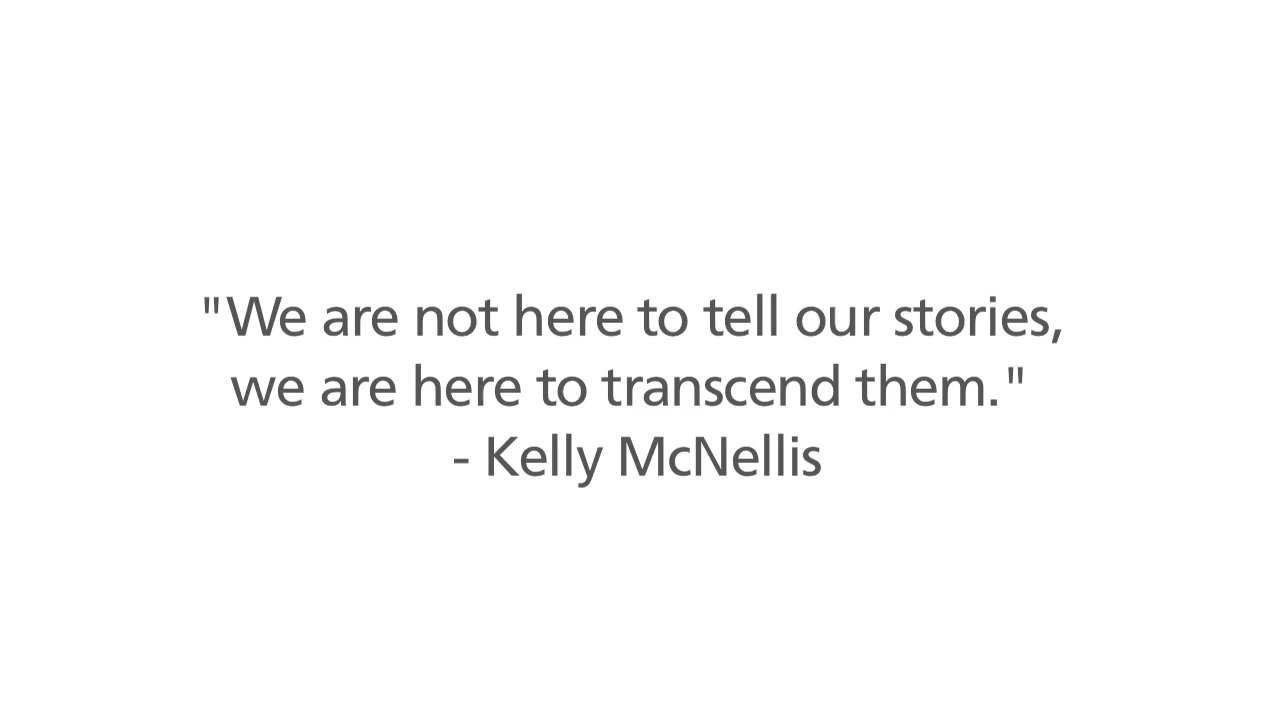 "We are not here to tell our stories,
we are here to transcend them."
- Kelly McNellis